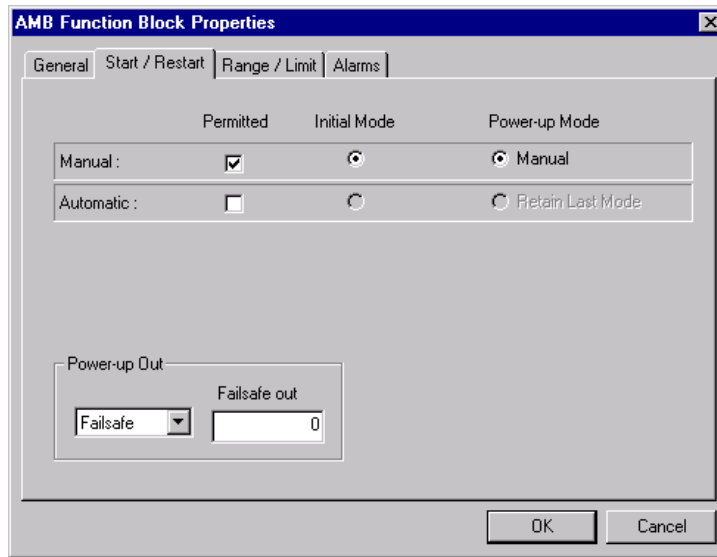 AMB Function Block Properties
General Start / Restart Range / Limit Alarms
Permitted Initial Mode Power-up Mode
Manual : Manual
Automatic : Retain Last Mode
Power-up Out
Failsafe out
Failsafe 0
OK Cancel